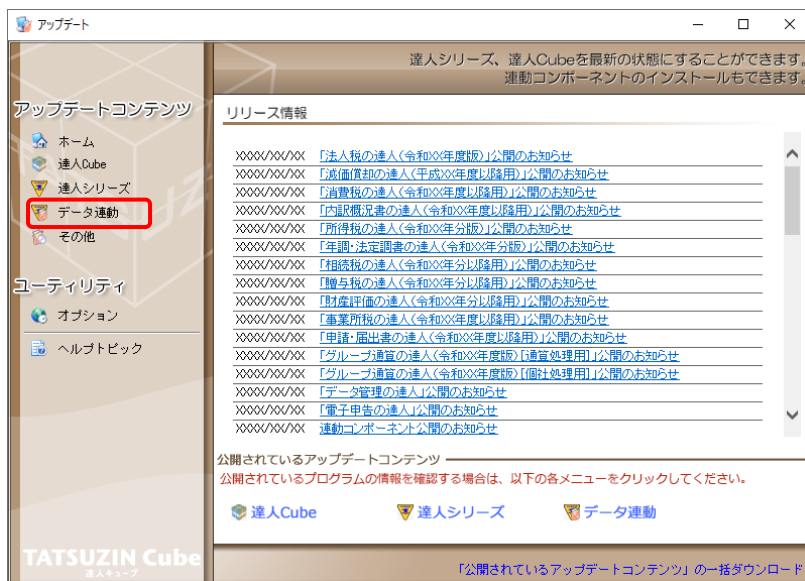 アップデート
達人シリーズ、達人Cubeを最新の状態にすることができます。
連動コンポーネントのインストールもできます。
アップデートコンテンツ
ホーム
達人Cube
達人シリーズ
データ連動
その他
ユーティリティ
オプション
ヘルプトピック
リリース情報
XXXX/XX/XX 「法人税の達人(令和XX年度版)」公開のお知らせ
XXXX/XX/XX 「減価償却の達人(平成XX年度以降用)」公開のお知らせ
XXXX/XX/XX 「消費税の達人(令和XX年度以降用)」公開のお知らせ
XXXX/XX/XX 「内訳概況書の達人(令和XX年度以降用)」公開のお知らせ
XXXX/XX/XX 「所得税の達人(令和XX年分版)」公開のお知らせ
XXXX/XX/XX 「年調・法定調書の達人(令和XX年分版)」公開のお知らせ
XXXX/XX/XX 「相続税の達人(令和XX年分以降用)」公開のお知らせ
XXXX/XX/XX 「贈与税の達人(令和XX年分以降用)」公開のお知らせ
XXXX/XX/XX 「財産評価の達人(令和XX年分以降用)」公開のお知らせ
XXXX/XX/XX 「事業所税の達人(令和XX年度以降用)」公開のお知らせ
XXXX/XX/XX 「申請・届出書の達人(令和XX年度以降用)」公開のお知らせ
XXXX/XX/XX 「グループ通算の達人(令和XX年度版)[通算処理用]」公開のお知らせ
XXXX/XX/XX 「グループ通算の達人(令和XX年度版)[個社処理用]」公開のお知らせ
XXXX/XX/XX 「データ管理の達人」公開のお知らせ
XXXX/XX/XX 「電子申告の達人」公開のお知らせ
XXXX/XX/XX 連動コンポーネント公開のお知らせ
公開されているアップデートコンテンツ
公開されているプログラムの情報を確認する場合は、以下の各メニューをクリックしてください。
達人Cube 達人シリーズ データ連動
TATSUZIN Cube
達人キューブ
「公開されているアップデートコンテンツ」の一括ダウンロード